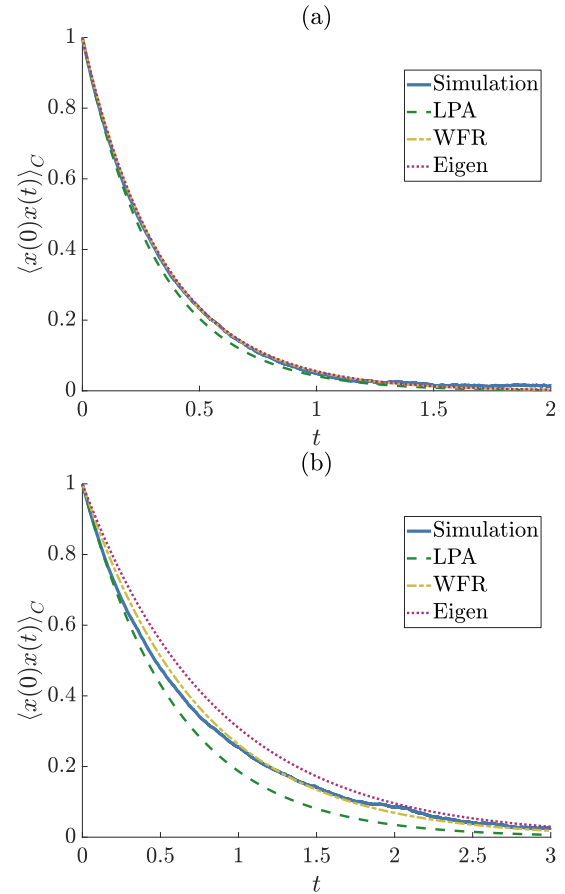 (a)
1
0.8
0.6
0.4
0.2
0
⟨x(0)x(t)⟩_C
Simulation
LPA
WFR
Eigen
0 0.5 1 1.5 2
t
(b)
1
0.8
0.6
0.4
0.2
0
⟨x(0)x(t)⟩_C
Simulation
LPA
WFR
Eigen
0 0.5 1 1.5 2 2.5 3
t